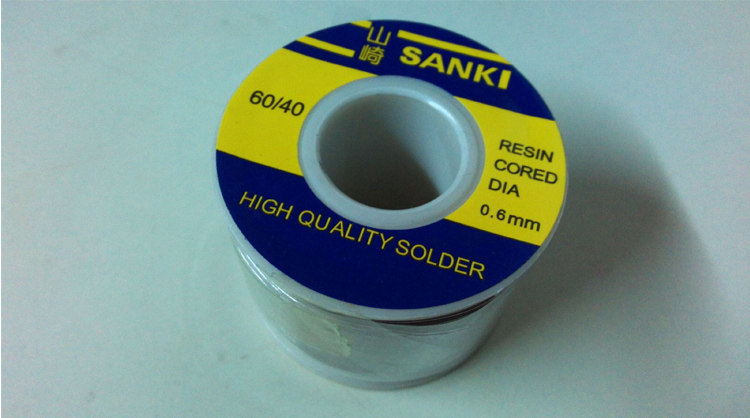 山崎
SANKI
60/40
RESIN
CORED
DIA
0.6mm
HIGH QUALITY SOLDER